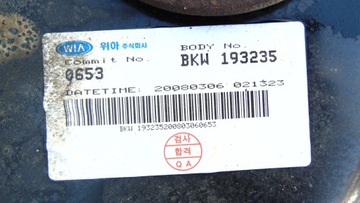 WIA 위아 주식회사
BODY No.
Commit No.
BKW 193235
0653
DATETIME: 20080306 021323
BKW 193235200803060653
검사
합격
QA